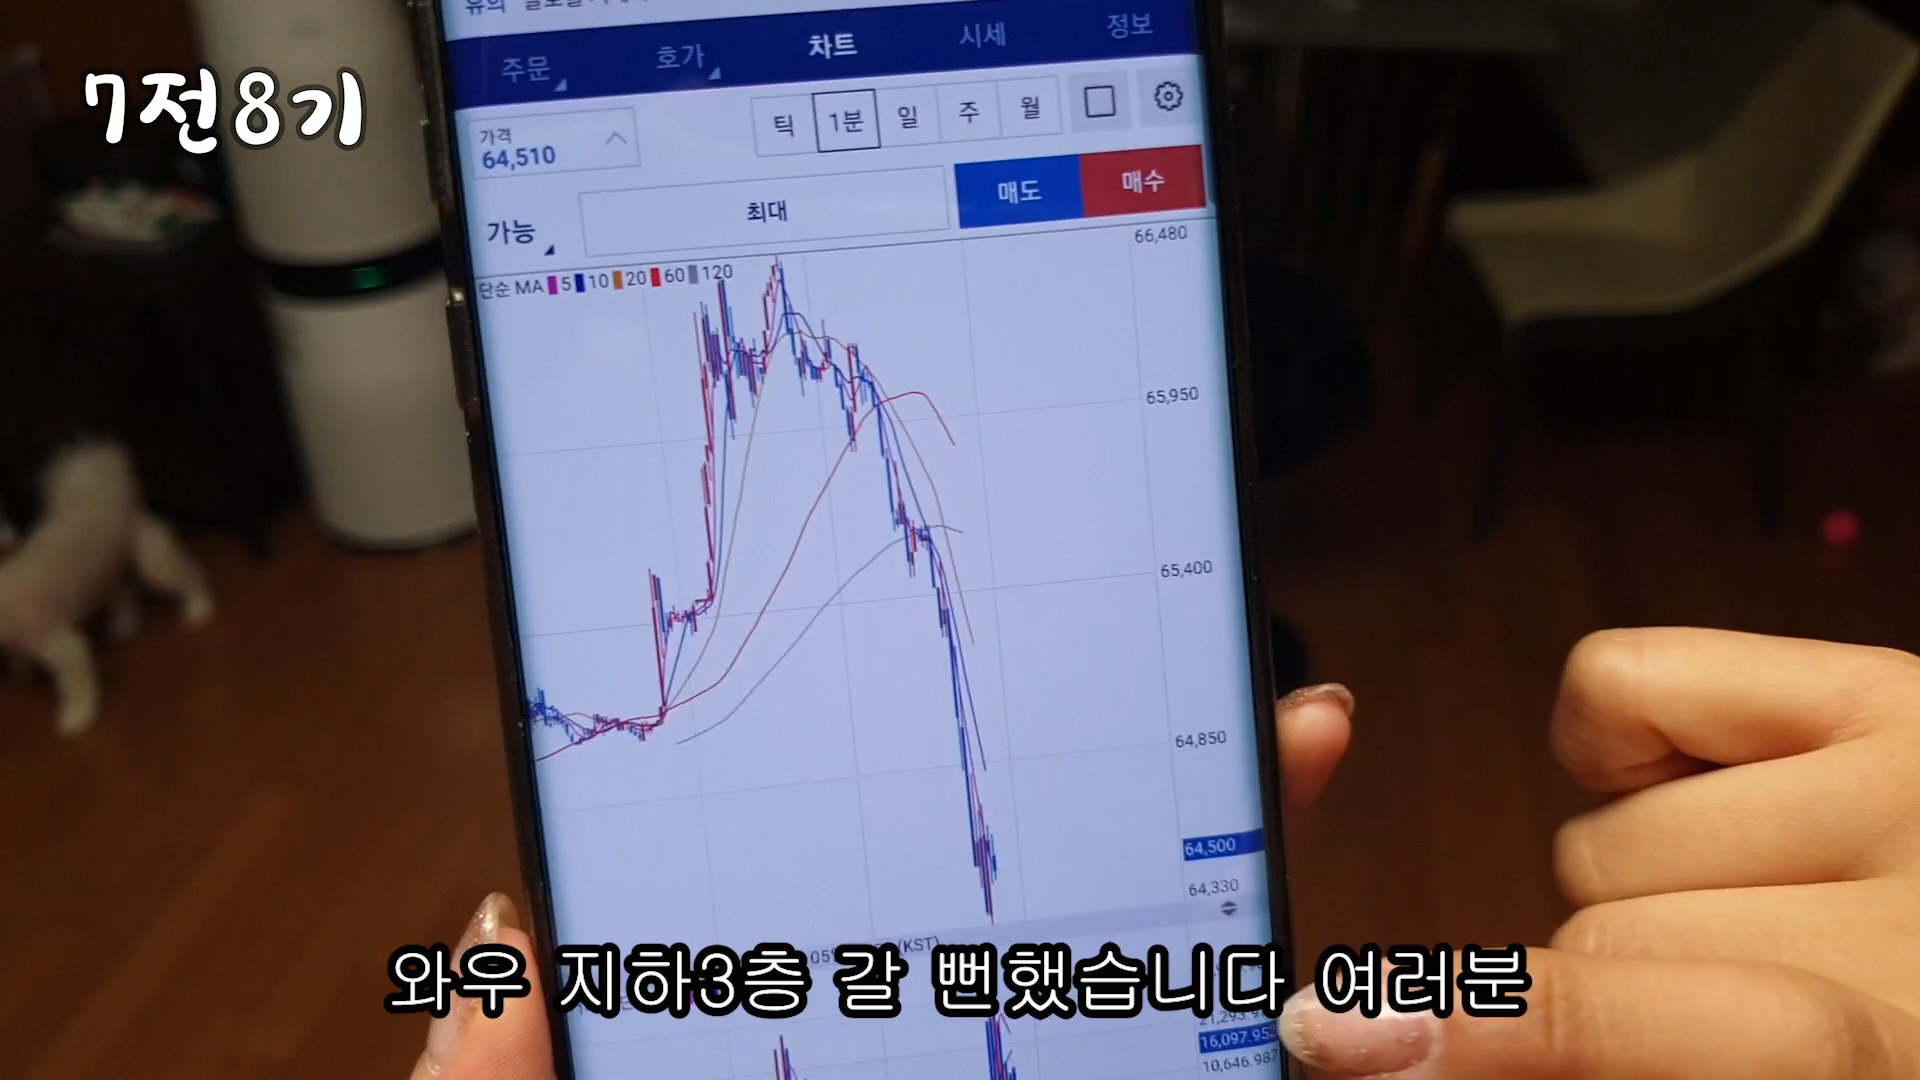 유의
7전8기
주문 호가 차트 시세 정보
가격
64,510
틱 1분 일 주 월
가능 최대 매도 매수
66,480
단순 MA 5 10 20 60 120
65,950
65,400
64,850
64,500
64,330
(KST)
와우 지하3층 갈 뻔했습니다 여러분
16,097.952
10,646.987